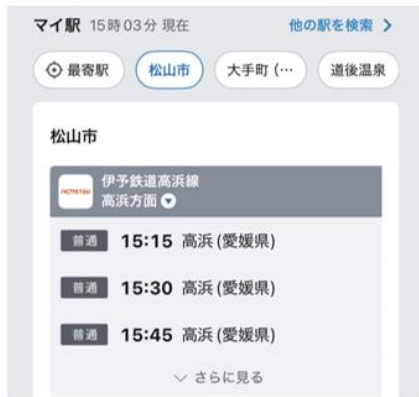 マイ駅 15時03分 現在 他の駅を検索
最寄駅 松山市 大手町 (… 道後温泉
松山市
伊予鉄道高浜線
高浜方面
普通 15:15 高浜 (愛媛県)
普通 15:30 高浜 (愛媛県)
普通 15:45 高浜 (愛媛県)
さらに見る